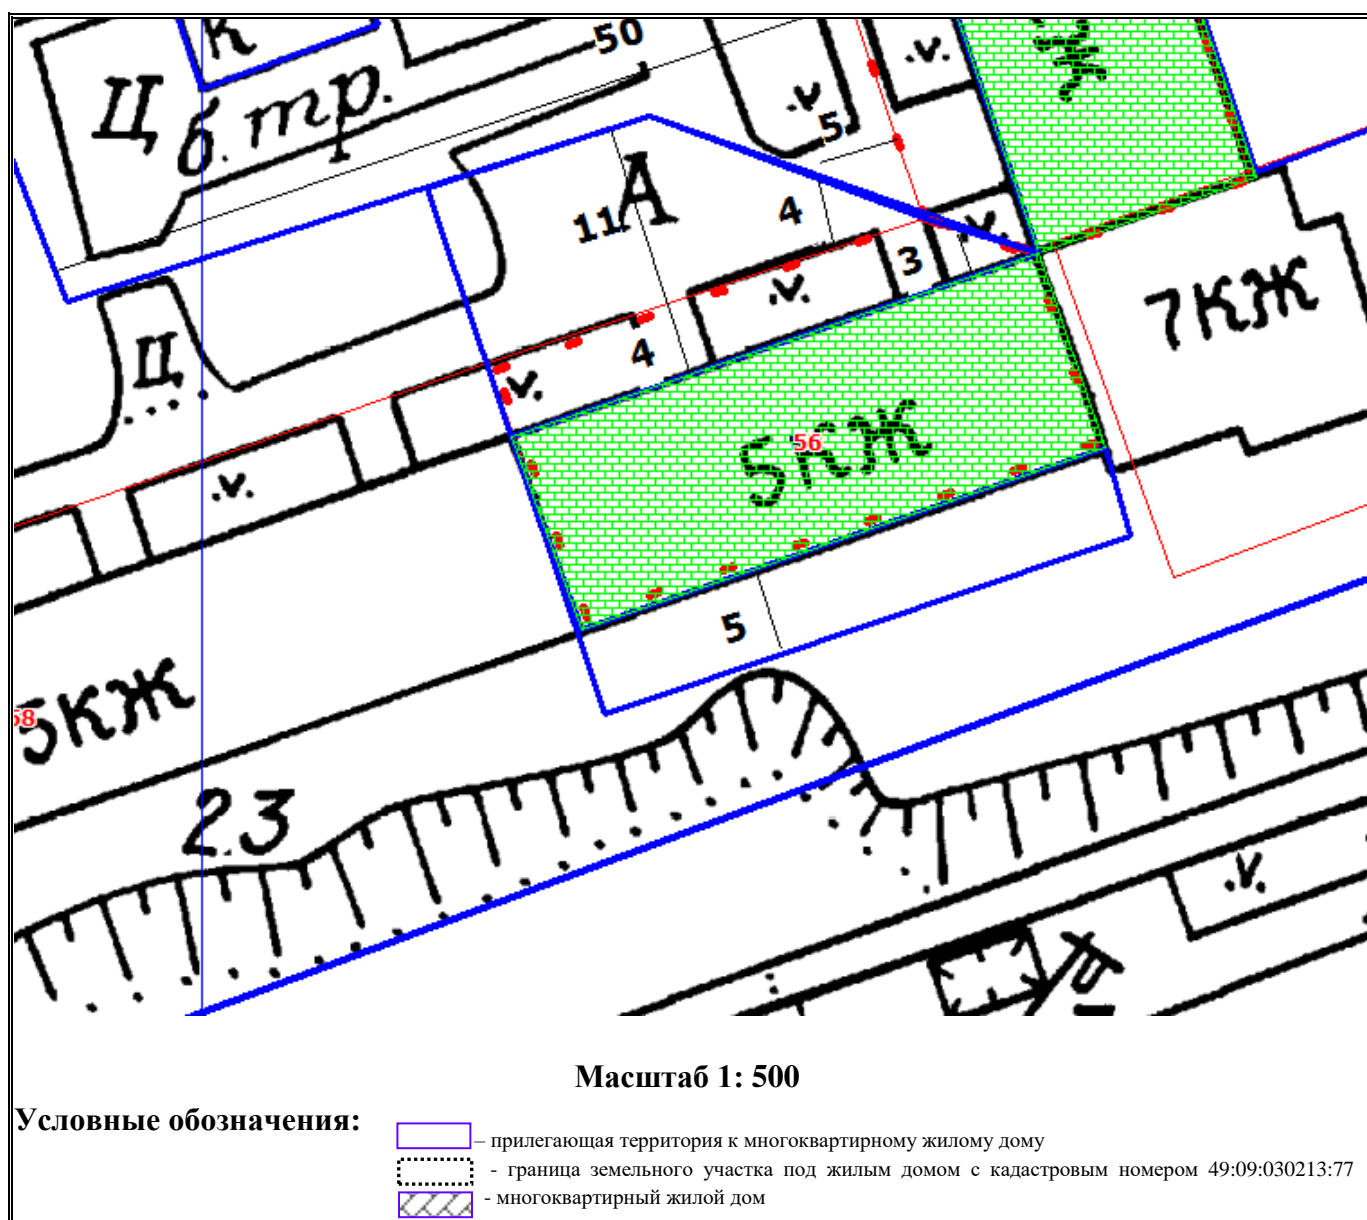 К
50
КЖ
.v.
Ц
б.тр.
.v.
5
А
11
4
.v.
3
.v.
7КЖ
Ц
4
v.
56
5КЖ
.v.
5
5КЖ
58
23
.v.
Масштаб 1: 500
Условные обозначения:
– прилегающая территория к многоквартирному жилому дому
- граница земельного участка под жилым домом с кадастровым номером 49:09:030213:77
- многоквартирный жилой дом